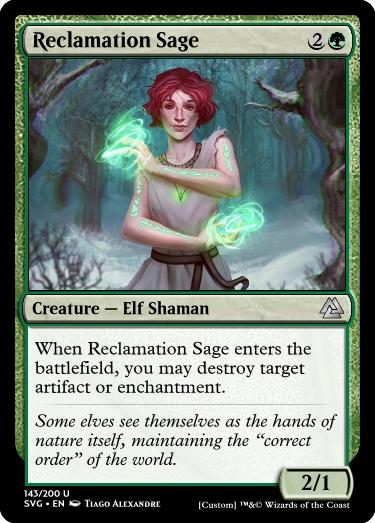 Reclamation Sage 2
Creature — Elf Shaman
When Reclamation Sage enters the
battlefield, you may destroy target
artifact or enchantment.
Some elves see themselves as the hands of
nature itself, maintaining the “correct
order” of the world.
2/1
143/200 U
SVG • EN Tiago Alexandre [Custom] ™&© Wizards of the Coast